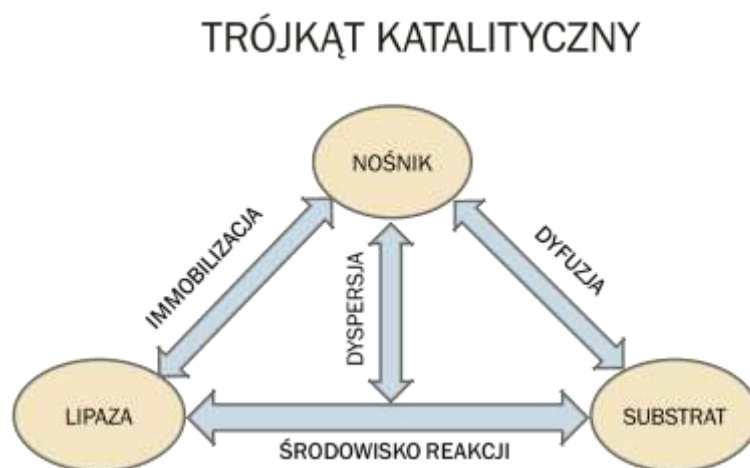 TRÓJKĄT KATALITYCZNY
NOŚNIK
IMMOBILIZACJA
DYSPERSJA
DYFUZJA
LIPAZA
SUBSTRAT
ŚRODOWISKO REAKCJI